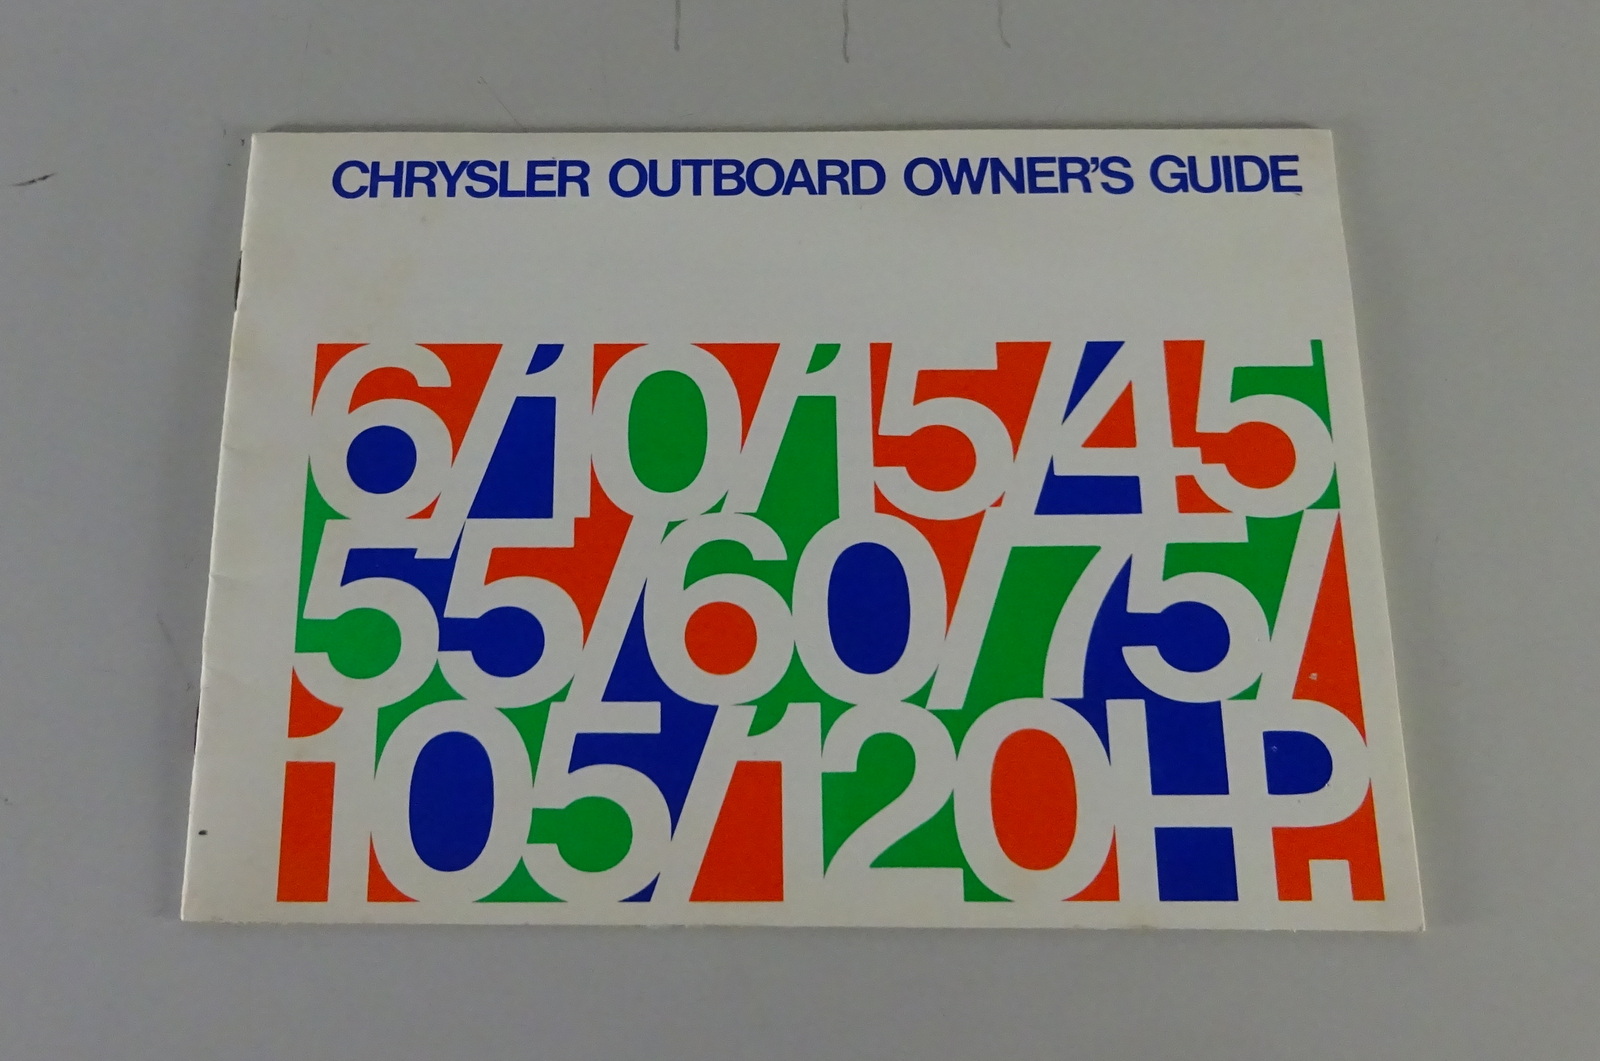 CHRYSLER OUTBOARD OWNER'S GUIDE
6/10/15/45
55/60/75/
105/120HP.